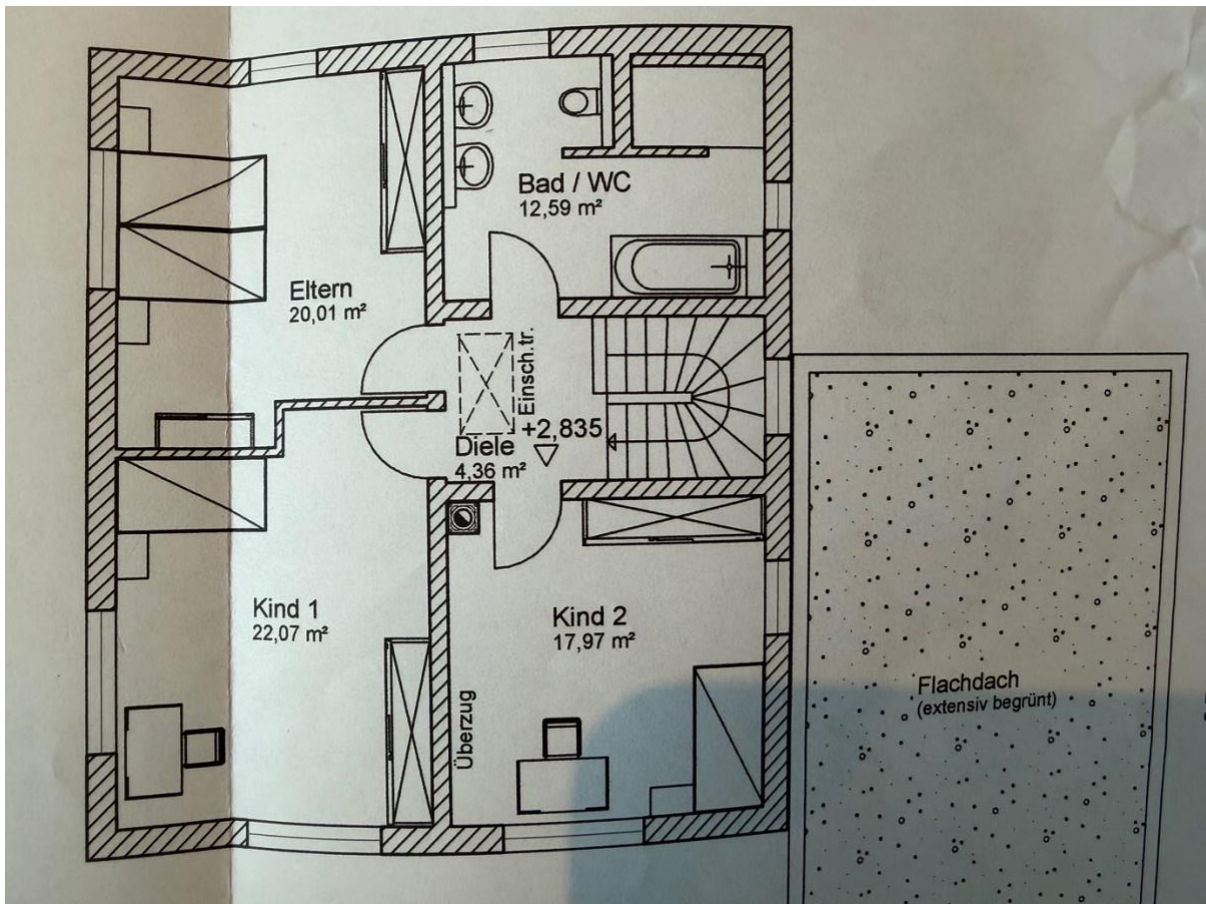 Bad / WC
12,59 m²
Eltern
20,01 m²
Einsch.tr.
+2,835
Diele
4,36 m²
Kind 1
22,07 m²
Kind 2
17,97 m²
Überzug
Flachdach
(extensiv begrünt)